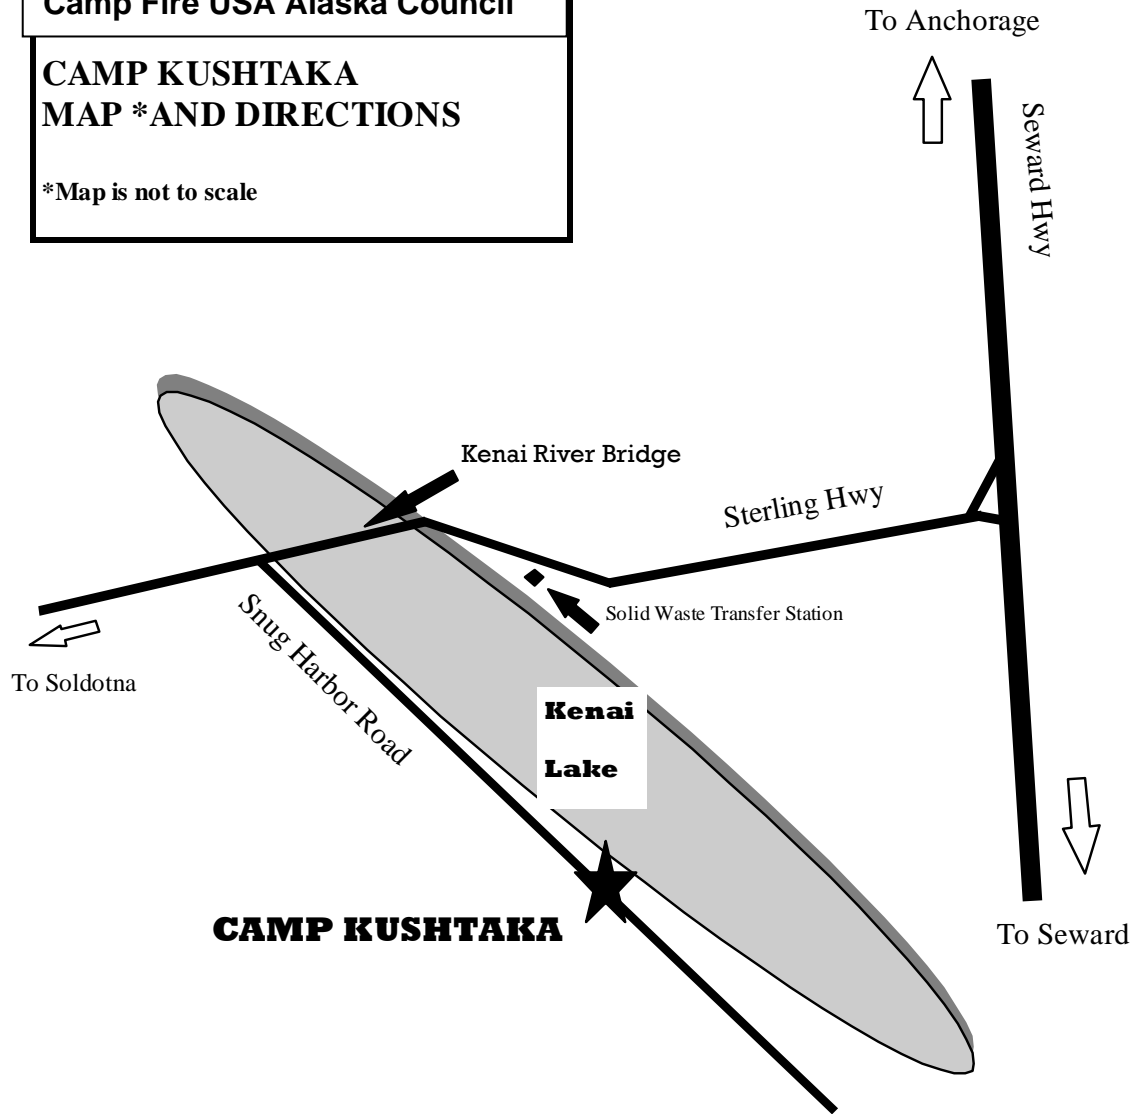 Camp Fire USA Alaska Council
CAMP KUSHTAKA
MAP *AND DIRECTIONS
*Map is not to scale
To Anchorage
Seward Hwy
Kenai River Bridge
Sterling Hwy
Solid Waste Transfer Station
Snug Harbor Road
To Soldotna
Kenai
Lake
CAMP KUSHTAKA
To Seward